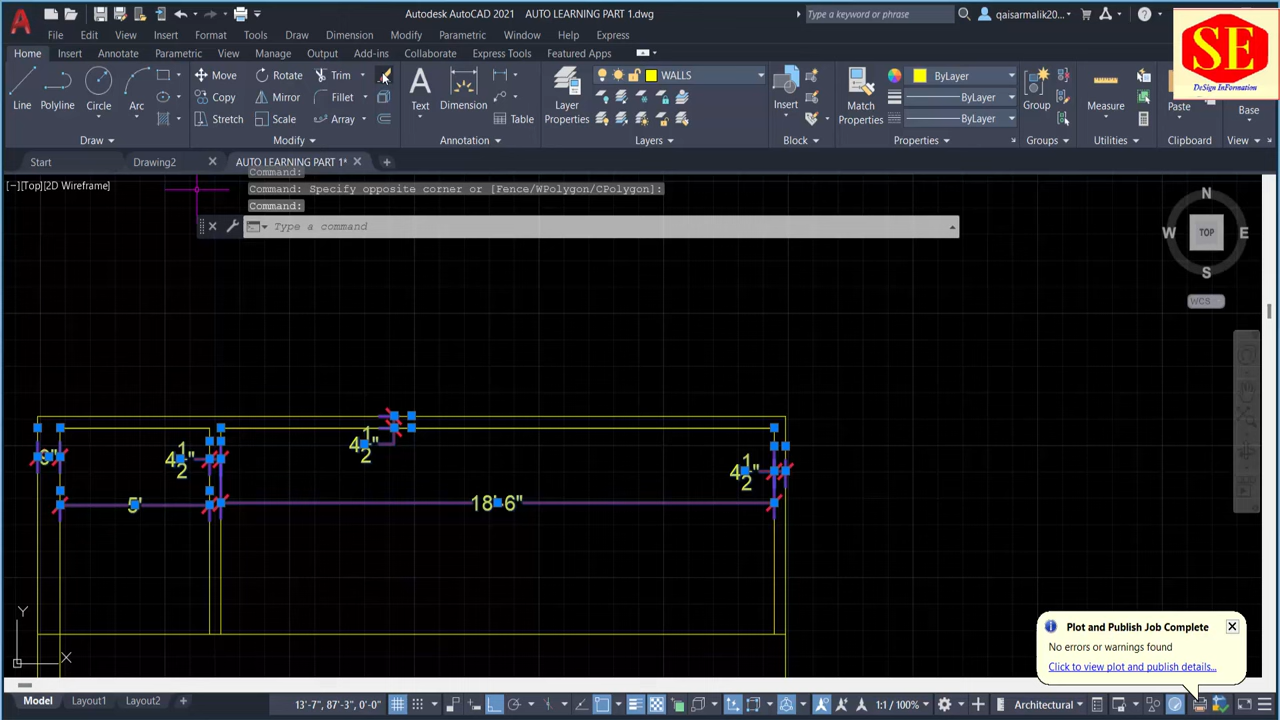 Autodesk AutoCAD 2021 AUTO LEARNING PART 1.dwg
Type a keyword or phrase
qaisarmalik20...
File Edit View Insert Format Tools Draw Dimension Modify Parametric Window Help Express
Home Insert Annotate Parametric View Manage Output Add-ins Collaborate Express Tools Featured Apps
Line Polyline Circle Arc
Move Rotate Trim
Copy Mirror Fillet
Stretch Scale Array
Text Dimension Table
Layer Properties
WALLS
Insert
Match Properties
ByLayer
ByLayer
ByLayer
Group
Measure
Paste
Base
Draw Modify Annotation Layers Block Properties Groups Utilities Clipboard View
SE
DeSign InFormation
Start Drawing2 AUTO LEARNING PART 1*
[−][Top][2D Wireframe]
Command:
Command: Specify opposite corner or [Fence/WPolygon/CPolygon]:
Command:
Type a command
N
W TOP E
S
WCS
9" 4 1/2" 4 1/2" 4 1/2"
5' 18'-6"
Y
X
Plot and Publish Job Complete
No errors or warnings found
Click to view plot and publish details...
Model Layout1 Layout2
13'-7", 87'-3", 0'-0" MODEL 1:1 / 100% Architectural